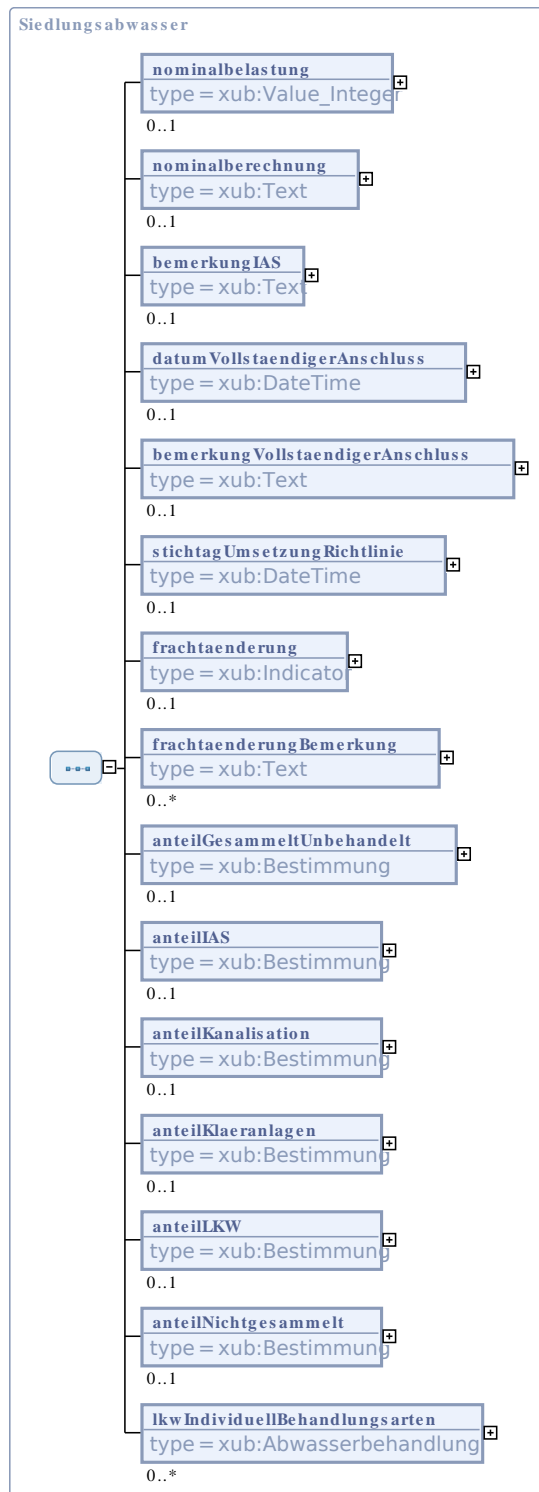 Siedlungsabwasser
nominalbelastung
type = xub:Value_Integer
0..1
nominalberechnung
type = xub:Text
0..1
bemerkungIAS
type = xub:Text
0..1
datumVollstaendigerAnschluss
type = xub:DateTime
0..1
bemerkungVollstaendigerAnschluss
type = xub:Text
0..1
stichtagUmsetzungRichtlinie
type = xub:DateTime
0..1
frachtaenderung
type = xub:Indicator
0..1
frachtaenderungBemerkung
type = xub:Text
0..*
anteilGesammeltUnbehandelt
type = xub:Bestimmung
0..1
anteilIAS
type = xub:Bestimmung
0..1
anteilKanalisation
type = xub:Bestimmung
0..1
anteilKlaeranlagen
type = xub:Bestimmung
0..1
anteilLKW
type = xub:Bestimmung
0..1
anteilNichtgesammelt
type = xub:Bestimmung
0..1
lkwIndividuellBehandlungsarten
type = xub:Abwasserbehandlung
0..*